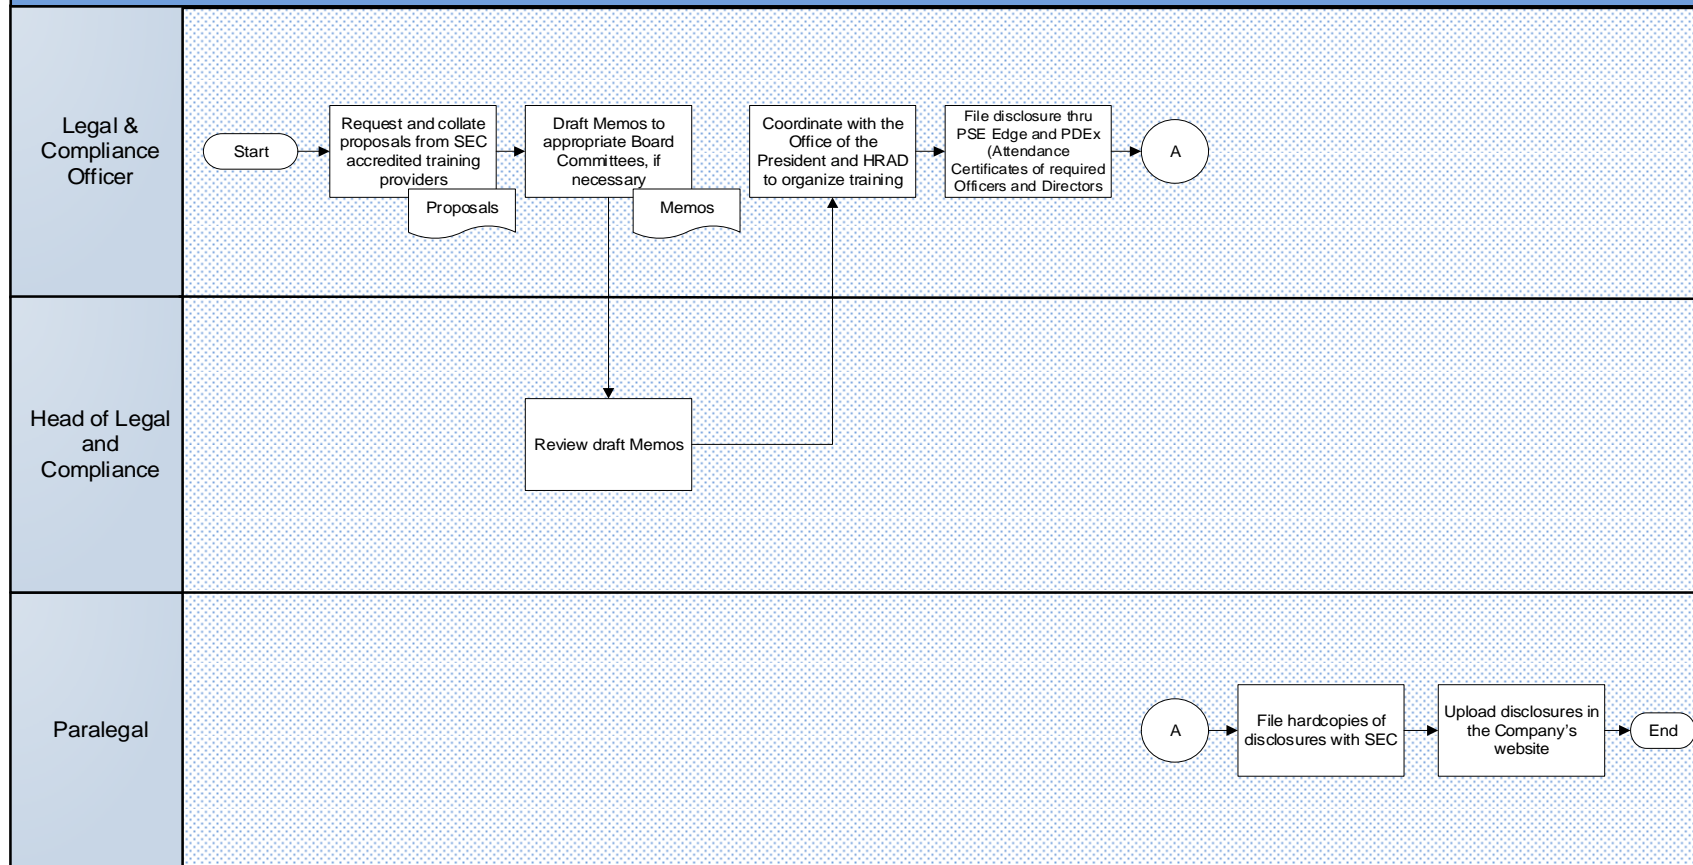 Legal &
Compliance
Officer
Start
Request and collate
proposals from SEC
accredited training
providers
Proposals
Draft Memos to
appropriate Board
Committees, if
necessary
Memos
Coordinate with the
Office of the
President and HRAD
to organize training
File disclosure thru
PSE Edge and PDEx
(Attendance
Certificates of required
Officers and Directors
A
Head of Legal
and
Compliance
Review draft Memos
Paralegal
A
File hardcopies of
disclosures with SEC
Upload disclosures in
the Company's
website
End